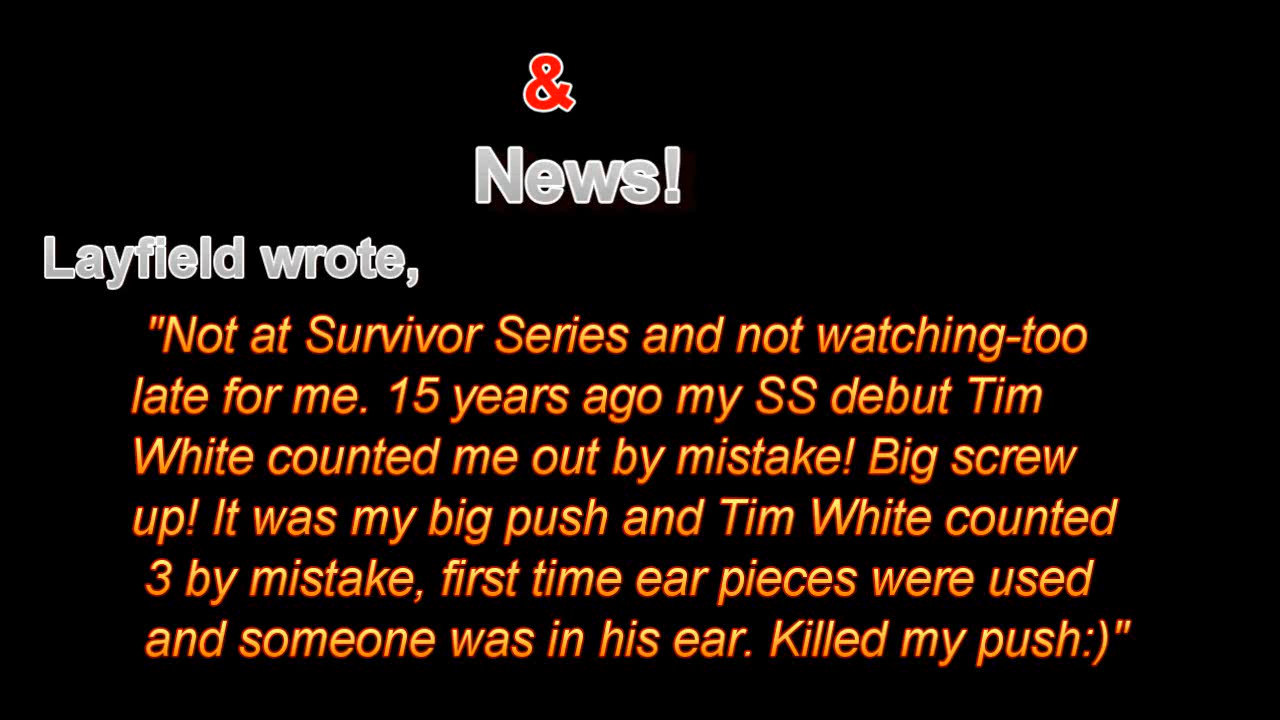 &
News!
Layfield wrote,
"Not at Survivor Series and not watching-too
late for me. 15 years ago my SS debut Tim
White counted me out by mistake! Big screw
up! It was my big push and Tim White counted
3 by mistake, first time ear pieces were used
and someone was in his ear. Killed my push:)"